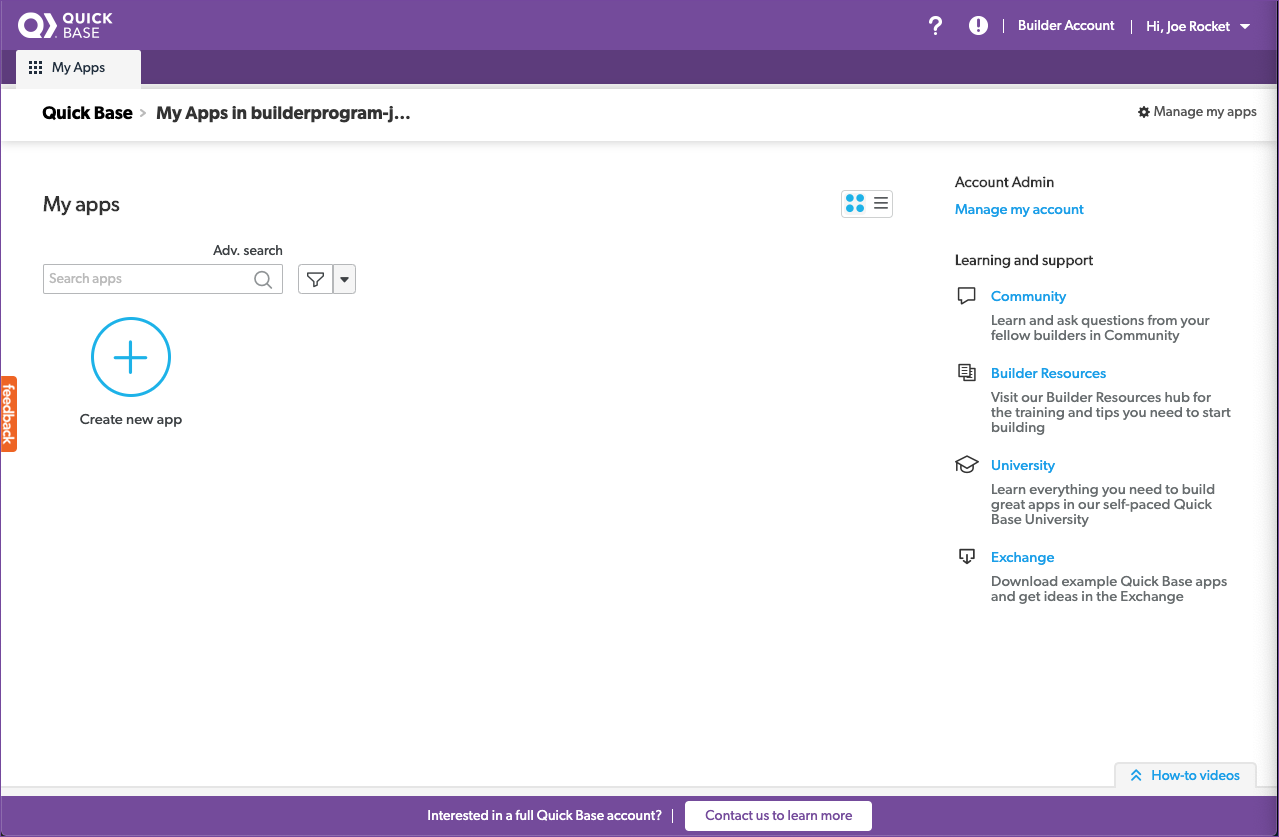 QUICK
BASE
? ! Builder Account Hi, Joe Rocket
My Apps
Quick Base > My Apps in builderprogram-j...
Manage my apps
My apps
Adv. search
Search apps
Create new app
feedback
Account Admin
Manage my account
Learning and support
Community
Learn and ask questions from your
fellow builders in Community
Builder Resources
Visit our Builder Resources hub for
the training and tips you need to start
building
University
Learn everything you need to build
great apps in our self-paced Quick
Base University
Exchange
Download example Quick Base apps
and get ideas in the Exchange
How-to videos
Interested in a full Quick Base account? | Contact us to learn more